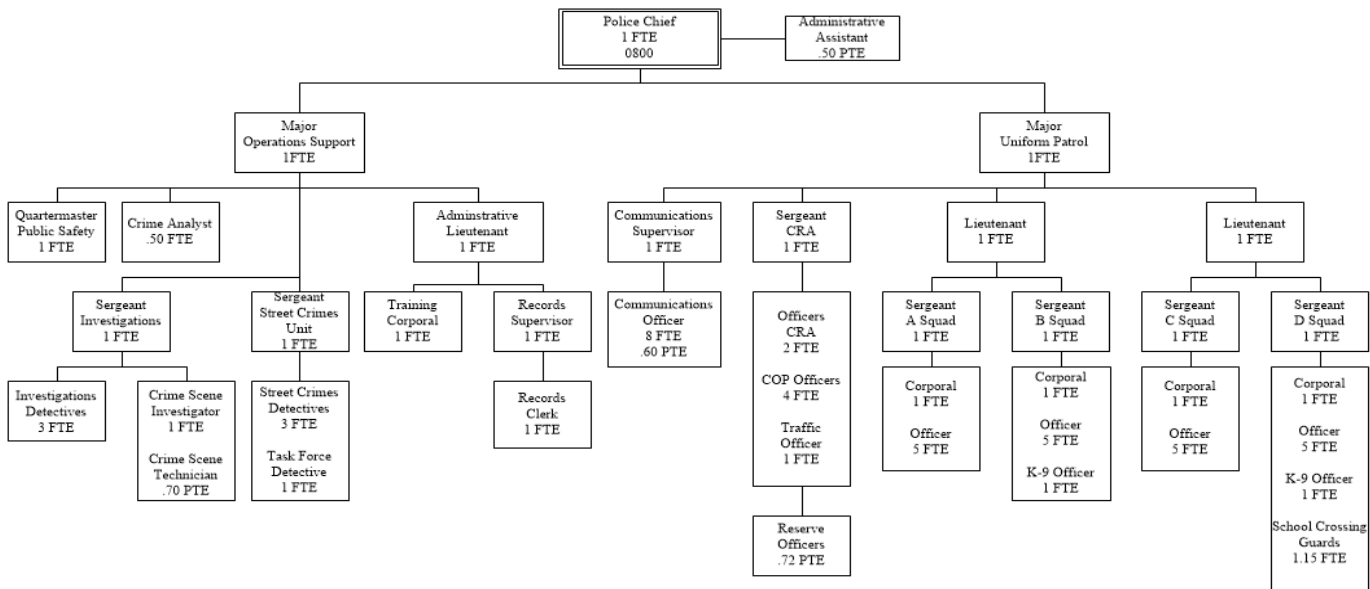 Police Chief
1 FTE
0800
Administrative
Assistant
.50 PTE
Major
Operations Support
1FTE
Major
Uniform Patrol
1FTE
Quartermaster
Public Safety
1 FTE
Crime Analyst
.50 FTE
Adminstrative
Lieutenant
1 FTE
Communications
Supervisor
1 FTE
Sergeant
CRA
1 FTE
Lieutenant
1 FTE
Lieutenant
1 FTE
Sergeant
Investigations
1 FTE
Sergeant
Street Crimes
Unit
1 FTE
Training
Corporal
1 FTE
Records
Supervisor
1 FTE
Communications
Officer
8 FTE
.60 PTE
Officers
CRA
2 FTE
COP Officers
4 FTE
Traffic
Officer
1 FTE
Sergeant
A Squad
1 FTE
Sergeant
B Squad
1 FTE
Sergeant
C Squad
1 FTE
Sergeant
D Squad
1 FTE
Investigations
Detectives
3 FTE
Crime Scene
Investigator
1 FTE
Crime Scene
Technician
.70 PTE
Street Crimes
Detectives
3 FTE
Task Force
Detective
1 FTE
Records
Clerk
1 FTE
Corporal
1 FTE
Officer
5 FTE
Corporal
1 FTE
Officer
5 FTE
K-9 Officer
1 FTE
Corporal
1 FTE
Officer
5 FTE
Corporal
1 FTE
Officer
5 FTE
K-9 Officer
1 FTE
School Crossing
Guards
1.15 FTE
Reserve
Officers
.72 PTE